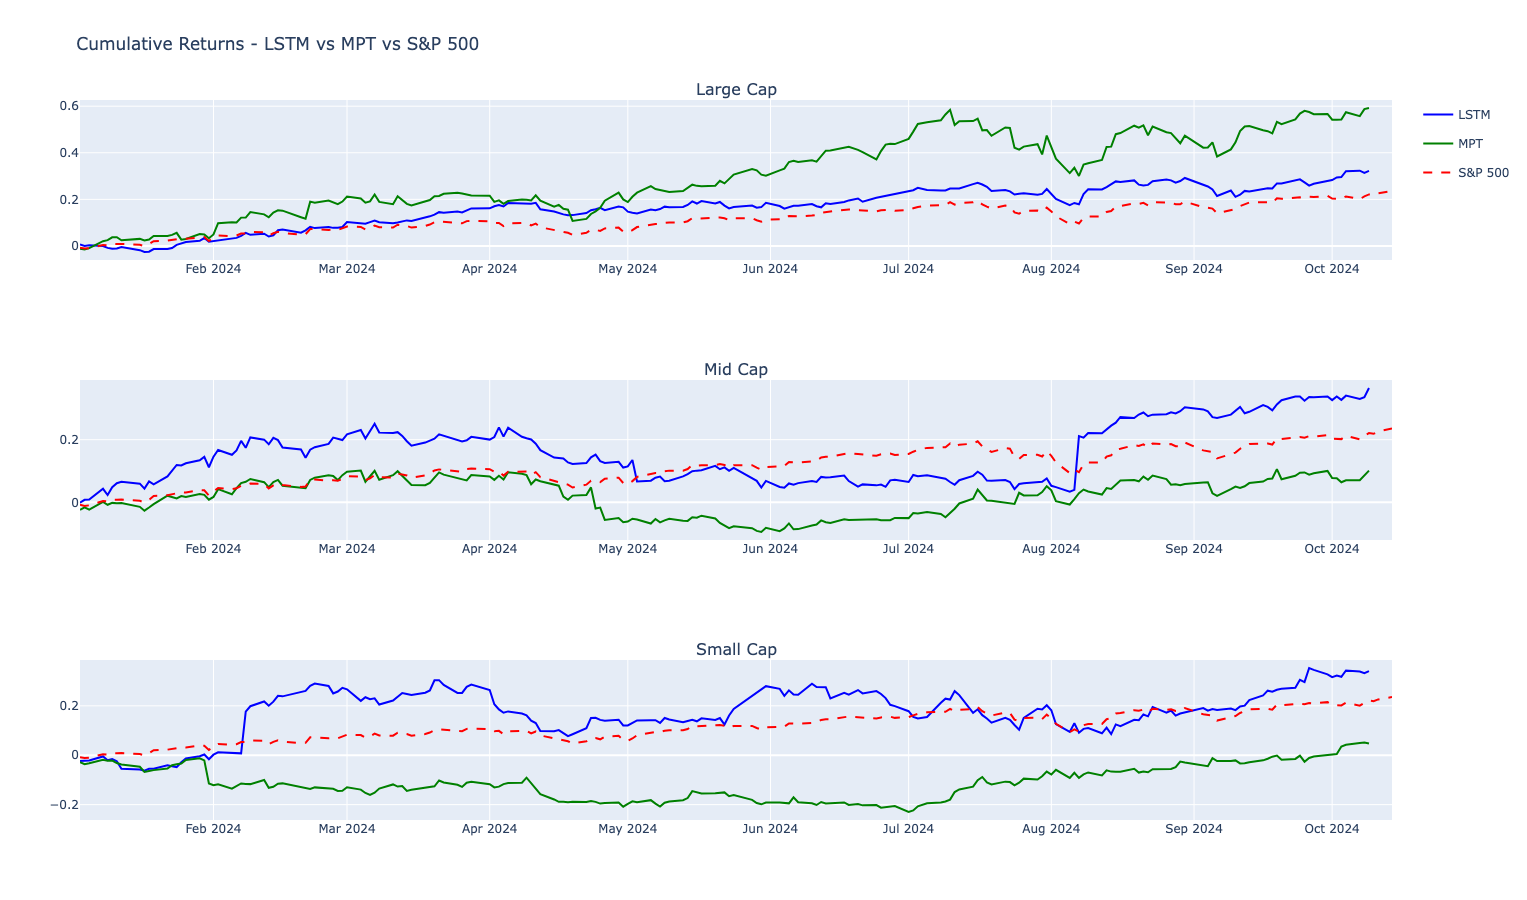 Cumulative Returns - LSTM vs MPT vs S&P 500
Large Cap
LSTM
MPT
S&P 500
0.6
0.4
0.2
0
Feb 2024 Mar 2024 Apr 2024 May 2024 Jun 2024 Jul 2024 Aug 2024 Sep 2024 Oct 2024
Mid Cap
0.2
0
Feb 2024 Mar 2024 Apr 2024 May 2024 Jun 2024 Jul 2024 Aug 2024 Sep 2024 Oct 2024
Small Cap
0.2
0
−0.2
Feb 2024 Mar 2024 Apr 2024 May 2024 Jun 2024 Jul 2024 Aug 2024 Sep 2024 Oct 2024